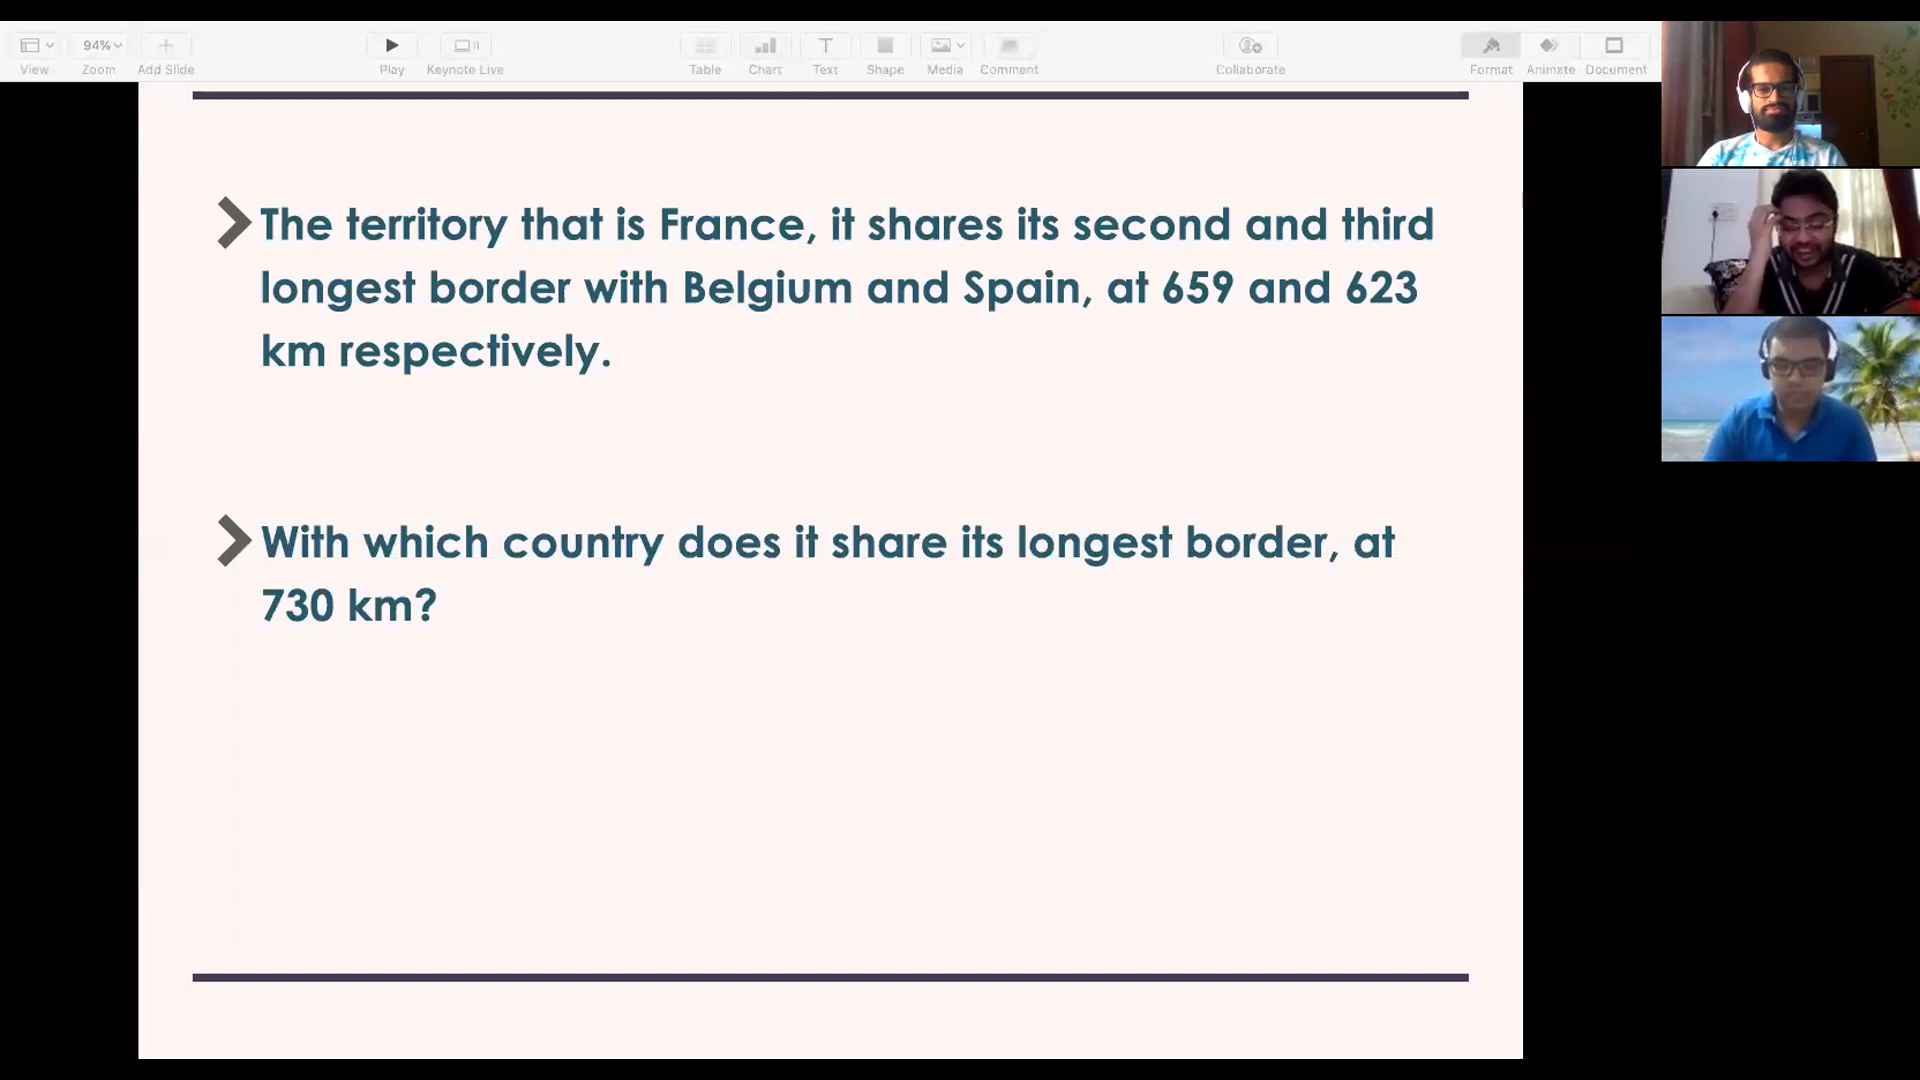 94%
View
Zoom
Add Slide
Play
Keynote Live
Table
Chart
Text
Shape
Media
Comment
Collaborate
Format
Animate
Document
The territory that is France, it shares its second and third
longest border with Belgium and Spain, at 659 and 623
km respectively.
With which country does it share its longest border, at
730 km?